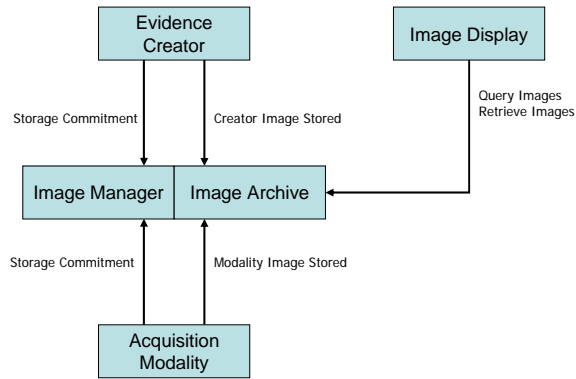 Evidence
Creator
Image Display
Query Images
Retrieve Images
Storage Commitment
Creator Image Stored
Image Manager
Image Archive
Storage Commitment
Modality Image Stored
Acquisition
Modality